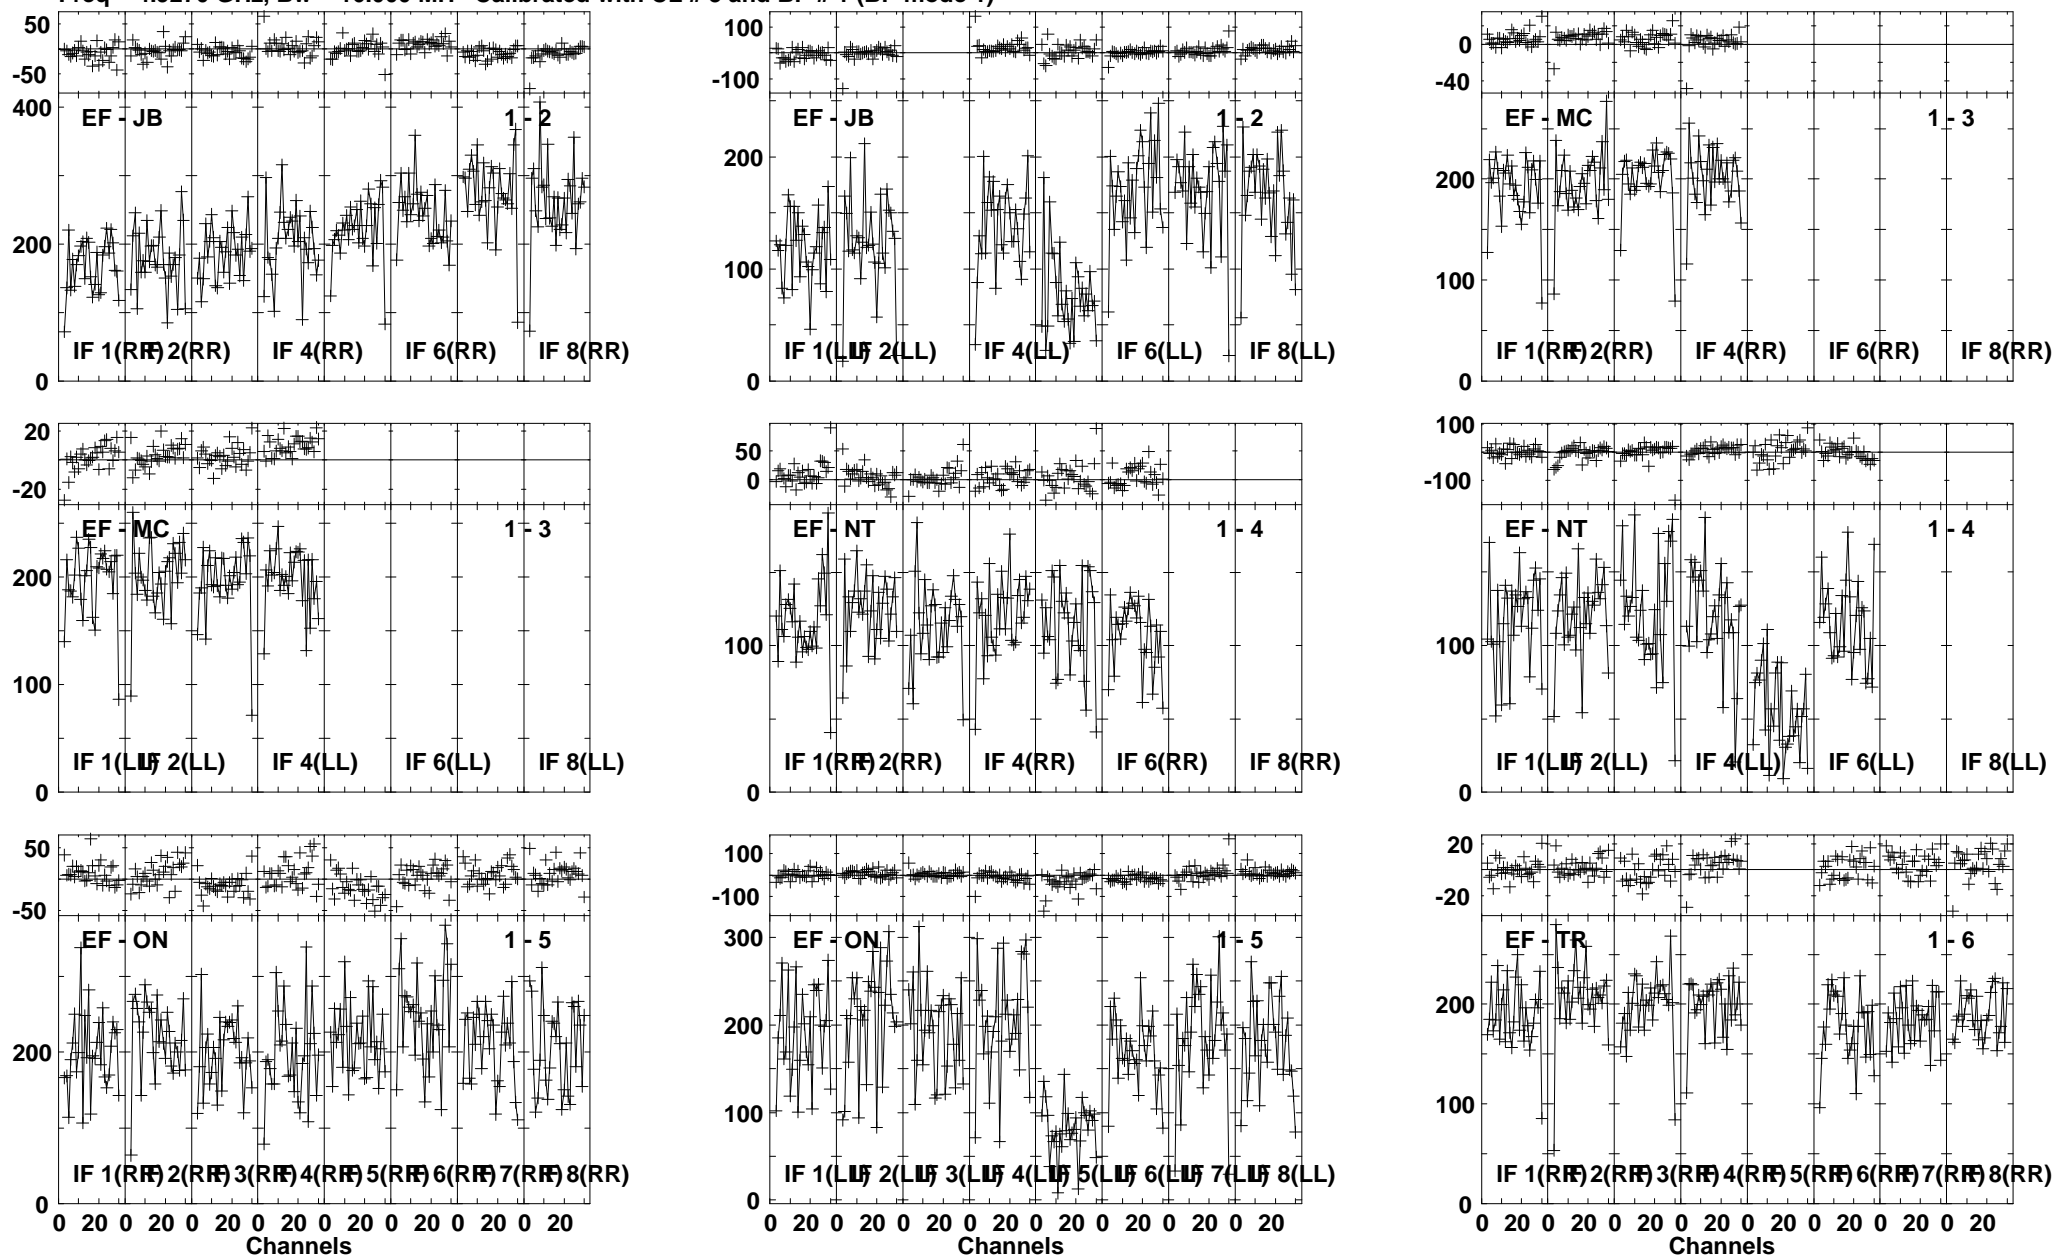 50
-50
400
200
0
EF - JB
1 - 2
IF 1(RR)
IF 2(RR)
IF 4(RR)
IF 6(RR)
IF 8(RR)
100
-100
200
100
0
EF - JB
1 - 2
IF 1(LL)
IF 2(LL)
IF 4(LL)
IF 6(LL)
IF 8(LL)
0
-40
200
100
0
EF - MC
1 - 3
IF 1(RR)
IF 2(RR)
IF 4(RR)
IF 6(RR)
IF 8(RR)
20
-20
200
100
0
EF - MC
1 - 3
IF 1(LL)
IF 2(LL)
IF 4(LL)
IF 6(LL)
IF 8(LL)
50
0
100
0
EF - NT
1 - 4
IF 1(RR)
IF 2(RR)
IF 4(RR)
IF 6(RR)
IF 8(RR)
100
-100
100
0
EF - NT
1 - 4
IF 1(LL)
IF 2(LL)
IF 4(LL)
IF 6(LL)
IF 8(LL)
50
-50
200
0
EF - ON
1 - 5
IF 1(RR)
IF 2(RR)
IF 3(RR)
IF 4(RR)
IF 5(RR)
IF 6(RR)
IF 7(RR)
IF 8(RR)
0 20 0 20 0 20 0 20 0 20 0 20 0 20 0 20
Channels
100
-100
300
200
100
0
EF - ON
1 - 5
IF 1(LL)
IF 2(LL)
IF 3(LL)
IF 4(LL)
IF 5(LL)
IF 6(LL)
IF 7(LL)
IF 8(LL)
0 20 0 20 0 20 0 20 0 20 0 20 0 20 0 20
Channels
20
-20
200
100
0
EF - TR
1 - 6
IF 1(RR)
IF 2(RR)
IF 3(RR)
IF 4(RR)
IF 5(RR)
IF 6(RR)
IF 7(RR)
IF 8(RR)
0 20 0 20 0 20 0 20 0 20 0 20 0 20 0 20
Channels